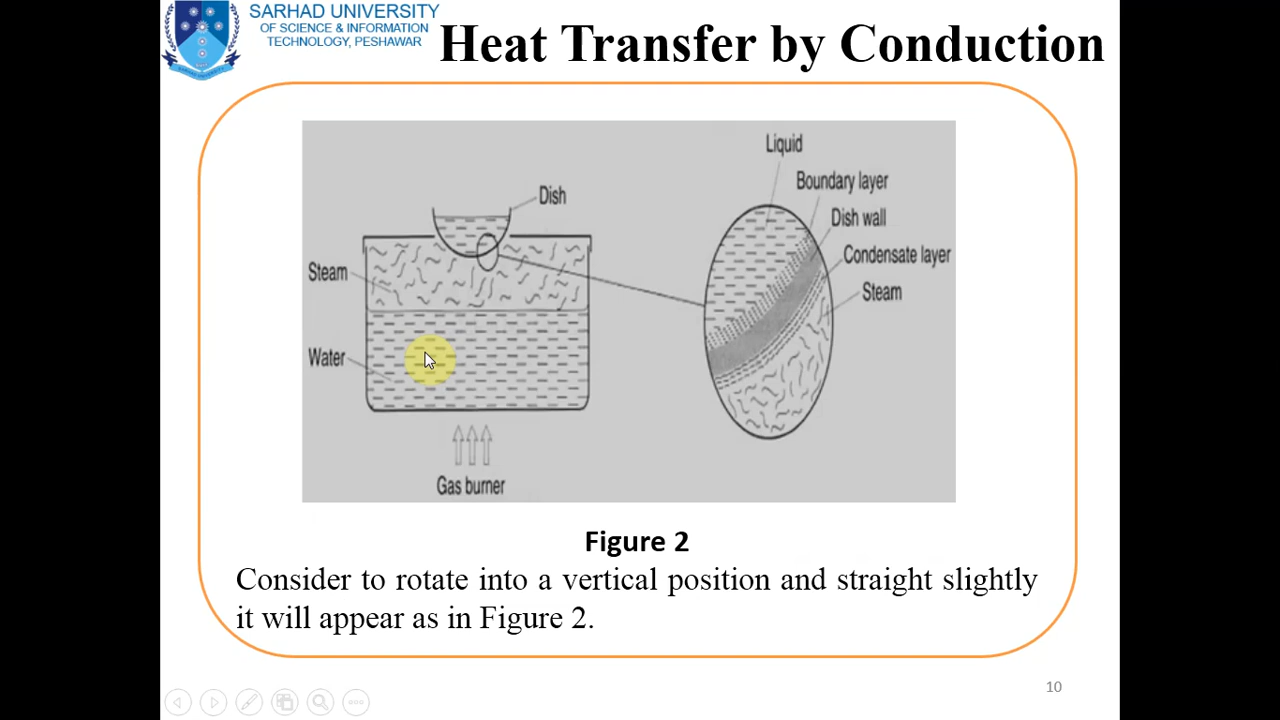 SARHAD UNIVERSITY
OF SCIENCE & INFORMATION
TECHNOLOGY, PESHAWAR
Heat Transfer by Conduction
Liquid
Boundary layer
Dish
Dish wall
Condensate layer
Steam
Steam
Water
Gas burner
Figure 2
Consider to rotate into a vertical position and straight slightly
it will appear as in Figure 2.
10